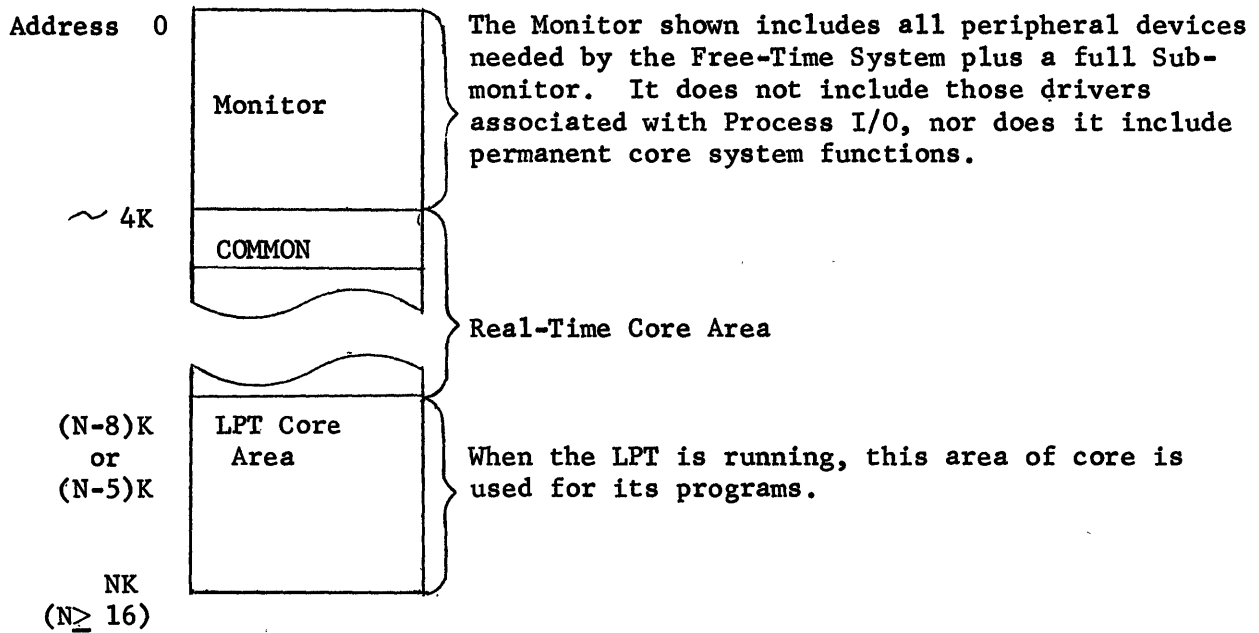 Address 0
The Monitor shown includes all peripheral devices
needed by the Free-Time System plus a full Sub-
monitor. It does not include those drivers
associated with Process I/O, nor does it include
permanent core system functions.
Monitor
~ 4K
COMMON
Real-Time Core Area
(N-8)K
or
(N-5)K
LPT Core
Area
When the LPT is running, this area of core is
used for its programs.
NK
(N≥ 16)